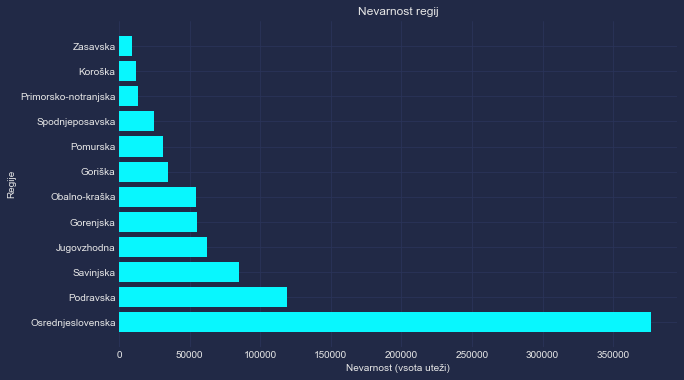 Nevarnost regij
Regije
Zasavska
Koroška
Primorsko-notranjska
Spodnjeposavska
Pomurska
Goriška
Obalno-kraška
Gorenjska
Jugovzhodna
Savinjska
Podravska
Osrednjeslovenska
0 50000 100000 150000 200000 250000 300000 350000
Nevarnost (vsota uteži)